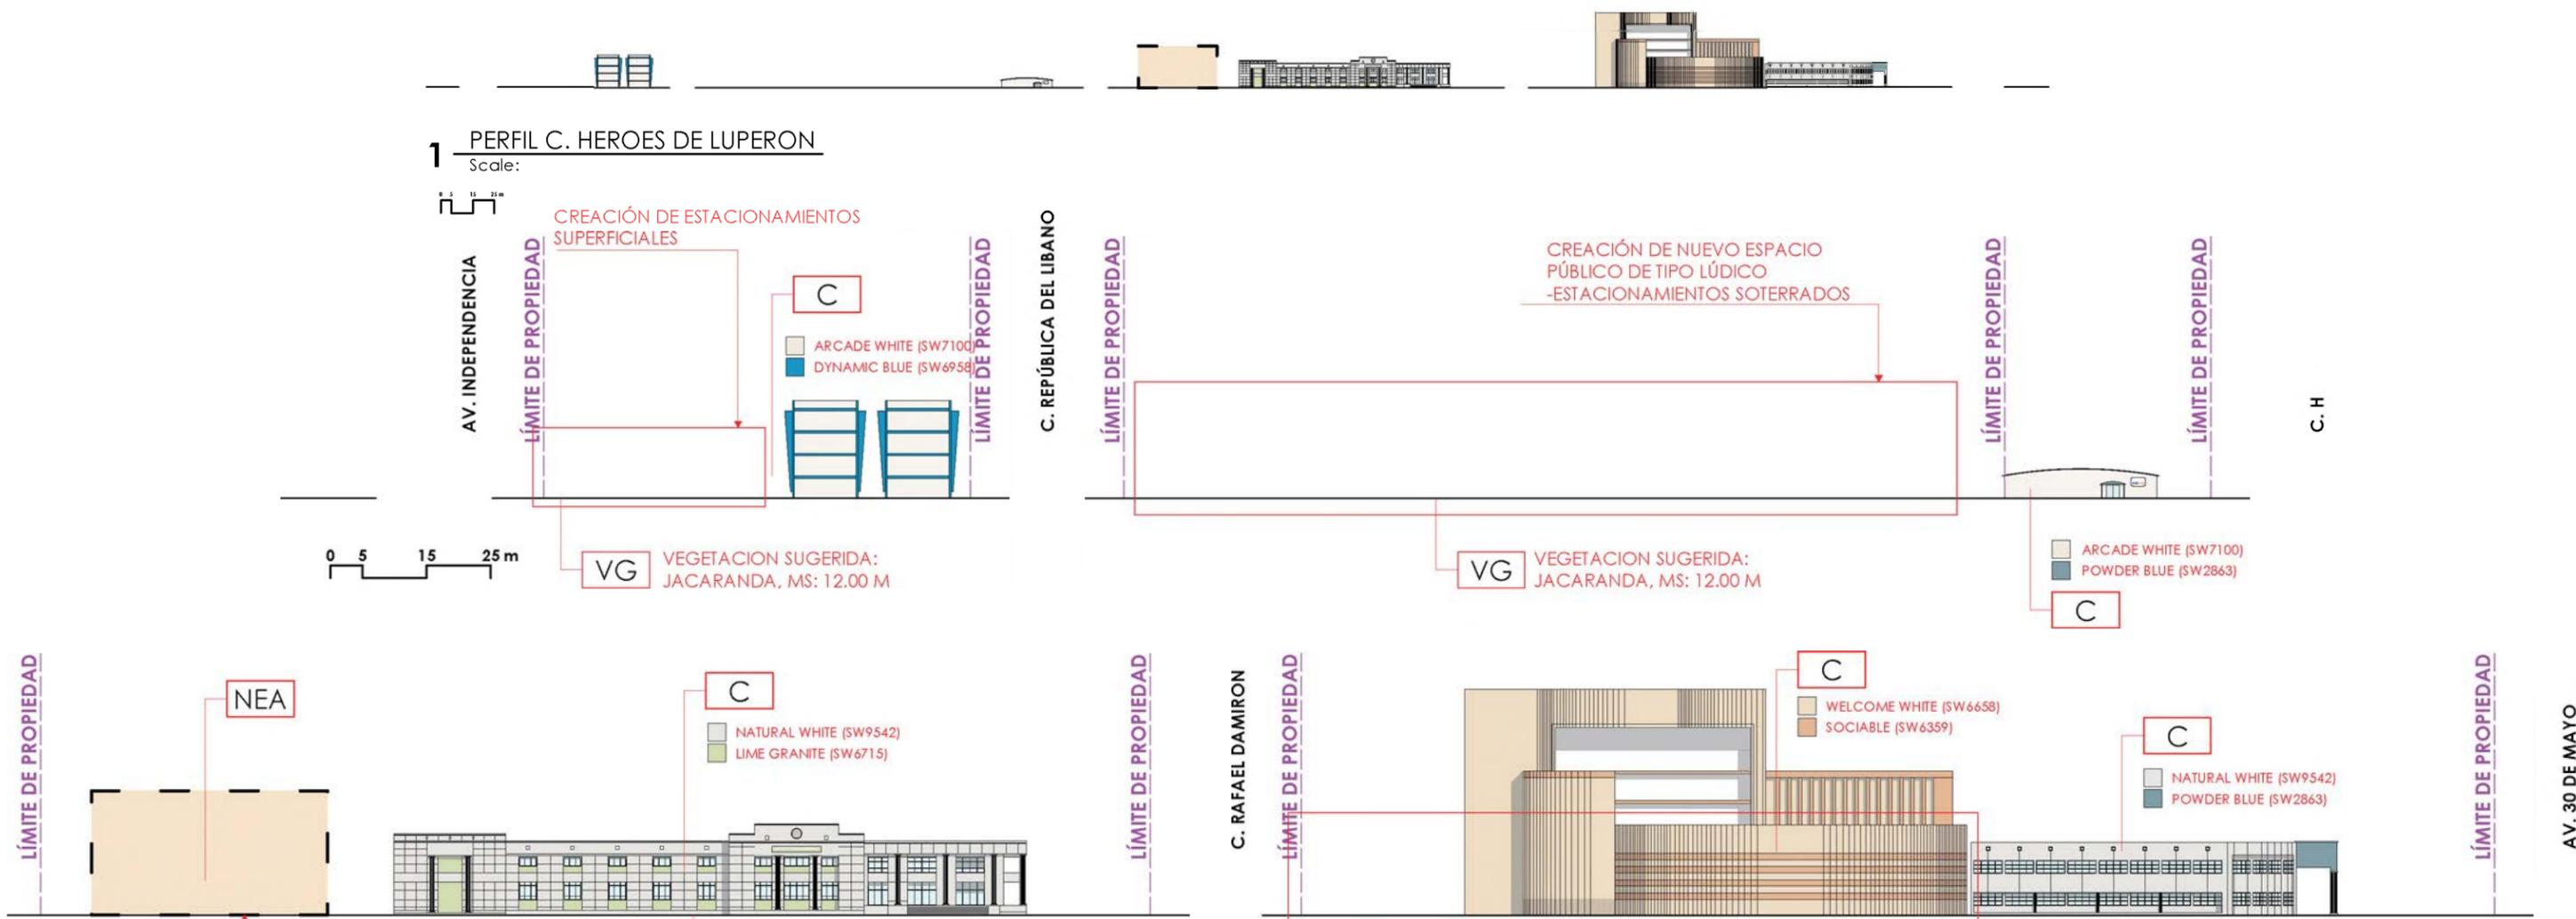 1 PERFIL C. HEROES DE LUPERON
Scale:
0 5 15 25 m
AV. INDEPENDENCIA
LÍMITE DE PROPIEDAD
CREACIÓN DE ESTACIONAMIENTOS
SUPERFICIALES
C
ARCADE WHITE (SW7100)
DYNAMIC BLUE (SW6958)
LÍMITE DE PROPIEDAD
C. REPÚBLICA DEL LIBANO
LÍMITE DE PROPIEDAD
CREACIÓN DE NUEVO ESPACIO
PÚBLICO DE TIPO LÚDICO
-ESTACIONAMIENTOS SOTERRADOS
LÍMITE DE PROPIEDAD
LÍMITE DE PROPIEDAD
C. H
0 5 15 25 m
VG
VEGETACION SUGERIDA:
JACARANDA, MS: 12.00 M
VG
VEGETACION SUGERIDA:
JACARANDA, MS: 12.00 M
ARCADE WHITE (SW7100)
POWDER BLUE (SW2863)
C
LÍMITE DE PROPIEDAD
NEA
C
NATURAL WHITE (SW9542)
LIME GRANITE (SW6715)
LÍMITE DE PROPIEDAD
C. RAFAEL DAMIRON
LÍMITE DE PROPIEDAD
C
WELCOME WHITE (SW6658)
SOCIABLE (SW6359)
C
NATURAL WHITE (SW9542)
POWDER BLUE (SW2863)
LÍMITE DE PROPIEDAD
AV. 30 DE MAYO